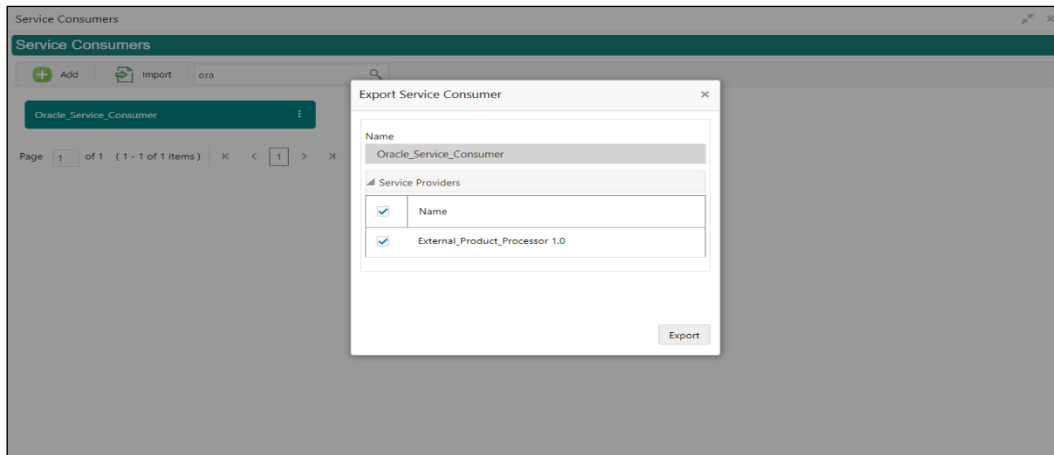 Service Consumers
Service Consumers
Add Import ora
Oracle_Service_Consumer
Page 1 of 1 (1 - 1 of 1 items) K < 1 > >|
Export Service Consumer
Name
Oracle_Service_Consumer
Service Providers
Name
External_Product_Processor 1.0
Export